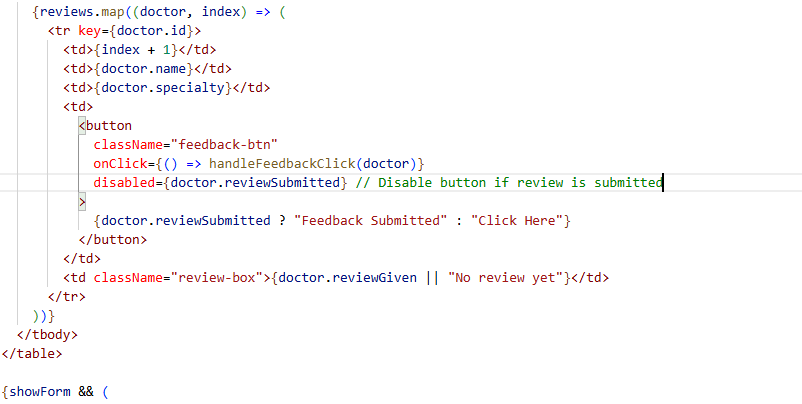 {reviews.map((doctor, index) => (
<tr key={doctor.id}>
<td>{index + 1}</td>
<td>{doctor.name}</td>
<td>{doctor.specialty}</td>
<td>
<button
className="feedback-btn"
onClick={() => handleFeedbackClick(doctor)}
disabled={doctor.reviewSubmitted} // Disable button if review is submitted
>
{doctor.reviewSubmitted ? "Feedback Submitted" : "Click Here"}
</button>
</td>
<td className="review-box">{doctor.reviewGiven || "No review yet"}</td>
</tr>
))}
</tbody>
</table>
{showForm && (